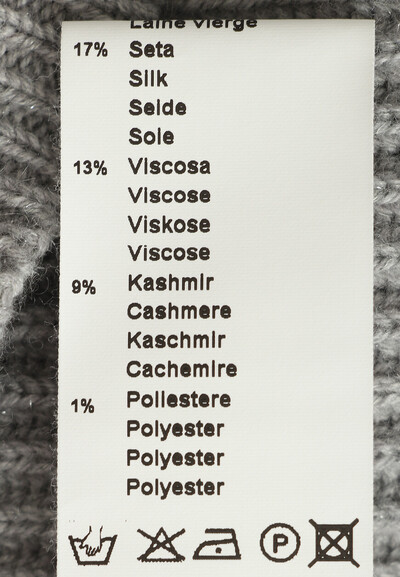 Laine vierge
17% Seta
Silk
Seide
Soie
13% Viscosa
Viscose
Viskose
Viscose
9% Kashmir
Cashmere
Kaschmir
Cachemire
1% Poliestere
Polyester
Polyester
Polyester
P